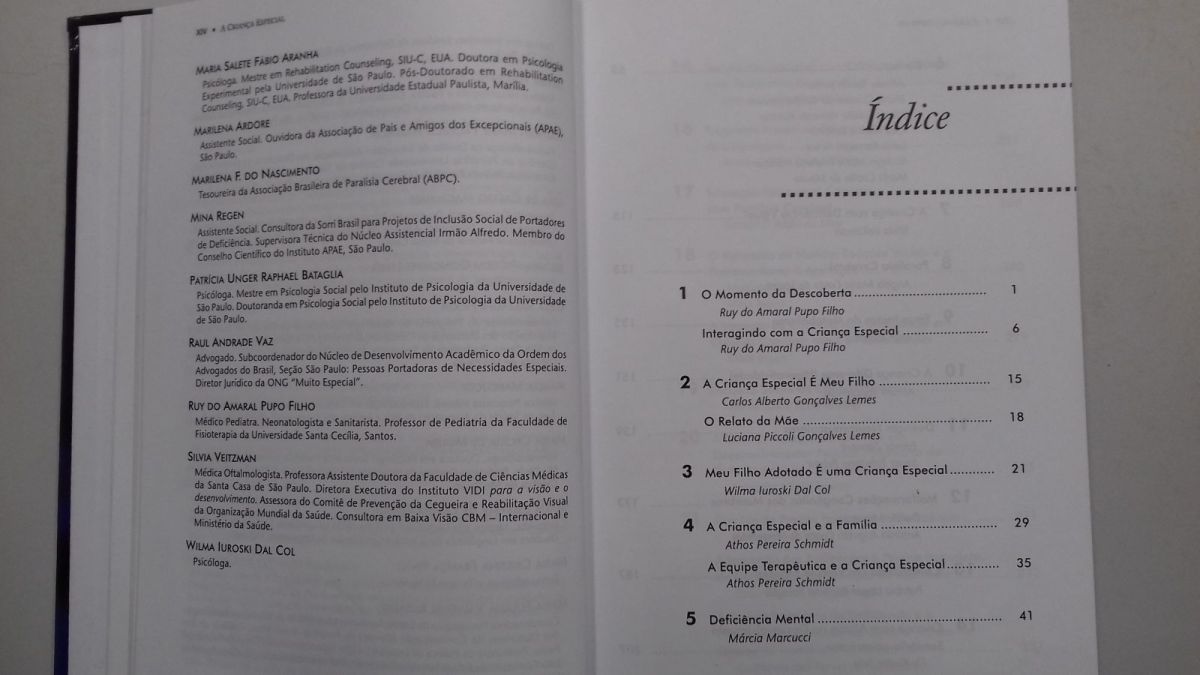 XIV • A CRIANÇA ESPECIAL
MARIA SALETE FABIO ARANHA
Psicóloga. Mestre em Rehabilitation Counseling, SIU-C, EUA. Doutora em Psicologia
Experimental pela Universidade de São Paulo. Pós-Doutorado em Rehabilitation
Counseling, SIU-C, EUA. Professora da Universidade Estadual Paulista, Marília.
MARILENA ARDORE
Assistente Social. Ouvidora da Associação de Pais e Amigos dos Excepcionais (APAE),
São Paulo.
MARILENA F. DO NASCIMENTO
Tesoureira da Associação Brasileira de Paralisia Cerebral (ABPC).
MINA REGEN
Assistente Social. Consultora da Sorri Brasil para Projetos de Inclusão Social de Portadores
de Deficiência. Supervisora Técnica do Núcleo Assistencial Irmão Alfredo. Membro do
Conselho Científico do Instituto APAE, São Paulo.
PATRÍCIA UNGER RAPHAEL BATAGLIA
Psicóloga. Mestre em Psicologia Social pelo Instituto de Psicologia da Universidade de
São Paulo. Doutoranda em Psicologia Social pelo Instituto de Psicologia da Universidade
de São Paulo.
RAUL ANDRADE VAZ
Advogado. Subcoordenador do Núcleo de Desenvolvimento Acadêmico da Ordem dos
Advogados do Brasil, Seção São Paulo: Pessoas Portadoras de Necessidades Especiais.
Diretor Jurídico da ONG "Muito Especial".
RUY DO AMARAL PUPO FILHO
Médico Pediatra. Neonatologista e Sanitarista. Professor de Pediatria da Faculdade de
Fisioterapia da Universidade Santa Cecília, Santos.
SILVIA VEITZMAN
Médica Oftalmologista. Professora Assistente Doutora da Faculdade de Ciências Médicas
da Santa Casa de São Paulo. Diretora Executiva do Instituto VIDI para a visão e o
desenvolvimento. Assessora do Comitê de Prevenção da Cegueira e Reabilitação Visual
da Organização Mundial da Saúde. Consultora em Baixa Visão CBM – Internacional e
Ministério da Saúde.
WILMA IUROSKI DAL COL
Psicóloga.
Índice
1 O Momento da Descoberta ................................... 1
Ruy do Amaral Pupo Filho
Interagindo com a Criança Especial ...................... 6
Ruy do Amaral Pupo Filho
2 A Criança Especial É Meu Filho ............................. 15
Carlos Alberto Gonçalves Lemes
O Relato da Mãe ................................................. 18
Luciana Piccoli Gonçalves Lemes
3 Meu Filho Adotado É uma Criança Especial ........... 21
Wilma Iuroski Dal Col
4 A Criança Especial e a Família .............................. 29
Athos Pereira Schmidt
A Equipe Terapêutica e a Criança Especial ............. 35
Athos Pereira Schmidt
5 Deficiência Mental ................................................ 41
Márcia Marcucci